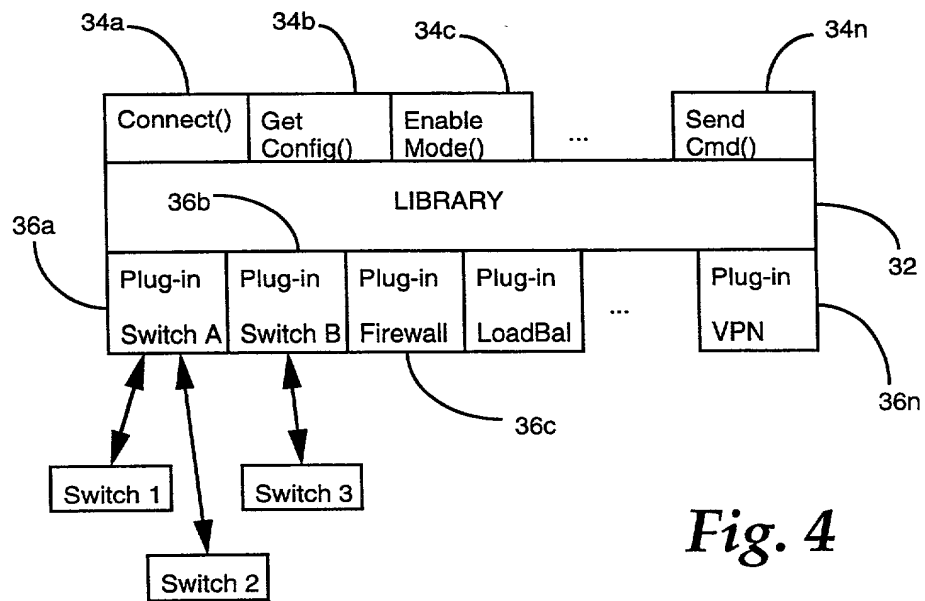 34a
34b
34c
34n
Connect()
Get
Config()
Enable
Mode()
...
Send
Cmd()
LIBRARY
36a
36b
32
Plug-in
Switch A
Plug-in
Switch B
Plug-in
Firewall
Plug-in
LoadBal
...
Plug-in
VPN
36c
36n
Switch 1
Switch 3
Switch 2
Fig. 4